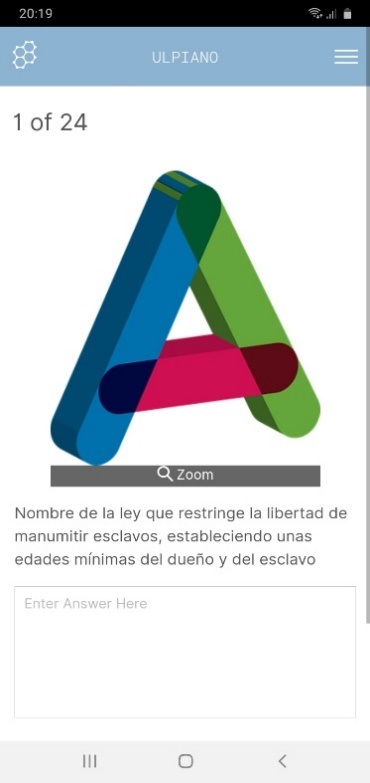 20:19
ULPIANO
1 of 24
Zoom
Nombre de la ley que restringe la libertad de
manumitir esclavos, estableciendo unas
edades mínimas del dueño y del esclavo
Enter Answer Here